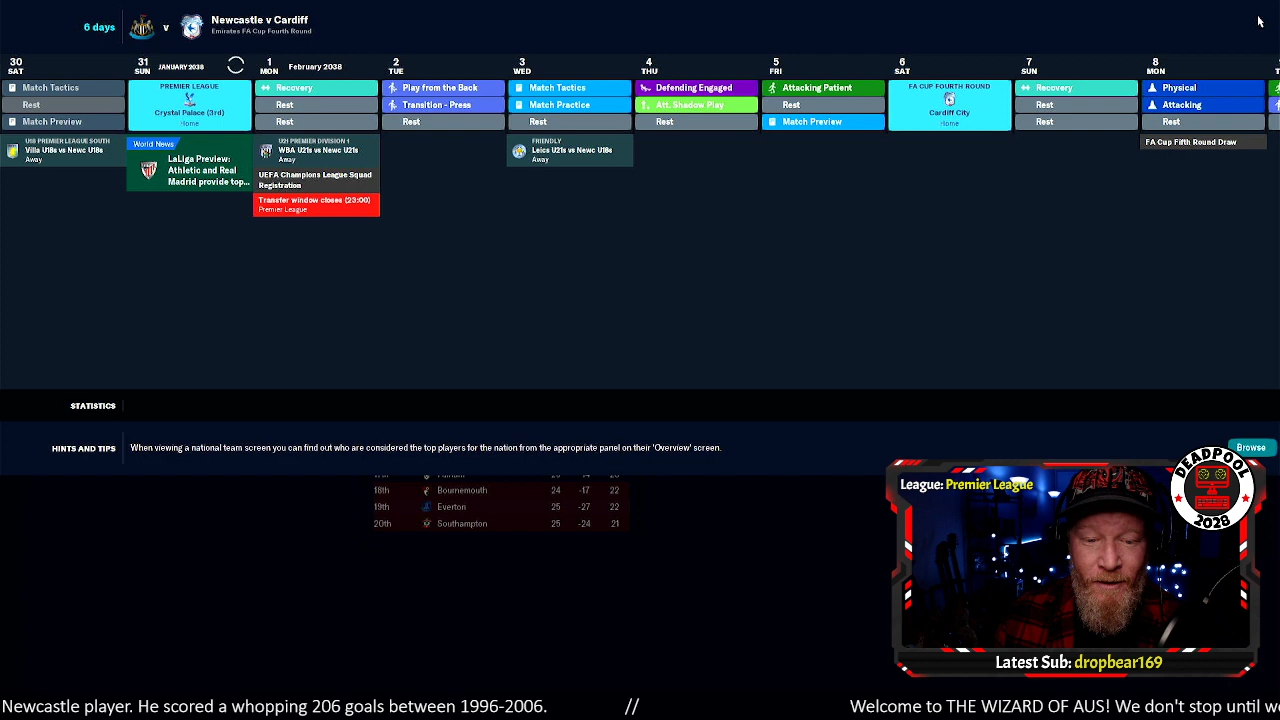 6 days
v
Newcastle v Cardiff
Emirates FA Cup Fourth Round
30
SAT
31
SUN
JANUARY 2038
1
MON
February 2038
2
TUE
3
WED
4
THU
5
FRI
6
SAT
7
SUN
8
MON
Match Tactics
Rest
Match Preview
PREMIER LEAGUE
Crystal Palace (3rd)
Home
Recovery
Rest
Rest
Play from the Back
Transition - Press
Rest
Match Tactics
Match Practice
Rest
Defending Engaged
Att. Shadow Play
Rest
Attacking Patient
Rest
Match Preview
FA CUP FOURTH ROUND
Cardiff City
Home
Recovery
Rest
Rest
Physical
Attacking
Rest
U18 PREMIER LEAGUE SOUTH
Villa U18s vs Newc U18s
Away
World News
LaLiga Preview:
Athletic and Real
Madrid provide top...
U21 PREMIER DIVISION 1
WBA U21s vs Newc U21s
Away
UEFA Champions League Squad
Registration
Transfer window closes (23:00)
Premier League
FRIENDLY
Leics U21s vs Newc U18s
Away
FA Cup Fifth Round Draw
STATISTICS
HINTS AND TIPS
When viewing a national team screen you can find out who are considered the top players for the nation from the appropriate panel on their 'Overview' screen.
Browse
18th Bournemouth 24 -17 22
19th Everton 25 -27 22
20th Southampton 25 -24 21
League: Premier League
DEADPOOL
2028
Latest Sub: dropbear169
Newcastle player. He scored a whopping 206 goals between 1996-2006. // Welcome to THE WIZARD OF AUS! We don't stop until we